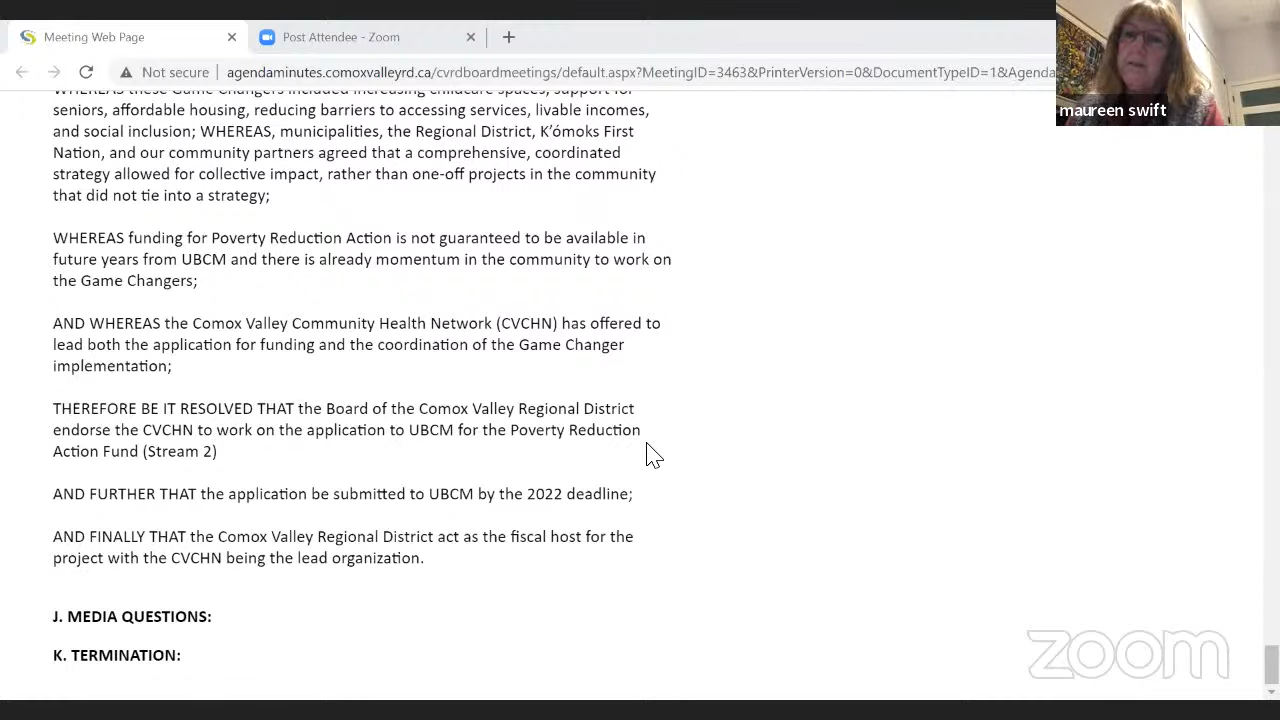 Meeting Web Page
Post Attendee - Zoom
Not secure
agendaminutes.comoxvalleyrd.ca/cvrdboardmeetings/default.aspx?MeetingID=3463&PrinterVersion=0&DocumentTypeID=1&Agenda
maureen swift
WHEREAS these Game Changers included increasing childcare spaces, support for
seniors, affordable housing, reducing barriers to accessing services, livable incomes,
and social inclusion; WHEREAS, municipalities, the Regional District, K’ómoks First
Nation, and our community partners agreed that a comprehensive, coordinated
strategy allowed for collective impact, rather than one-off projects in the community
that did not tie into a strategy;
WHEREAS funding for Poverty Reduction Action is not guaranteed to be available in
future years from UBCM and there is already momentum in the community to work on
the Game Changers;
AND WHEREAS the Comox Valley Community Health Network (CVCHN) has offered to
lead both the application for funding and the coordination of the Game Changer
implementation;
THEREFORE BE IT RESOLVED THAT the Board of the Comox Valley Regional District
endorse the CVCHN to work on the application to UBCM for the Poverty Reduction
Action Fund (Stream 2)
AND FURTHER THAT the application be submitted to UBCM by the 2022 deadline;
AND FINALLY THAT the Comox Valley Regional District act as the fiscal host for the
project with the CVCHN being the lead organization.
J. MEDIA QUESTIONS:
K. TERMINATION:
zoom